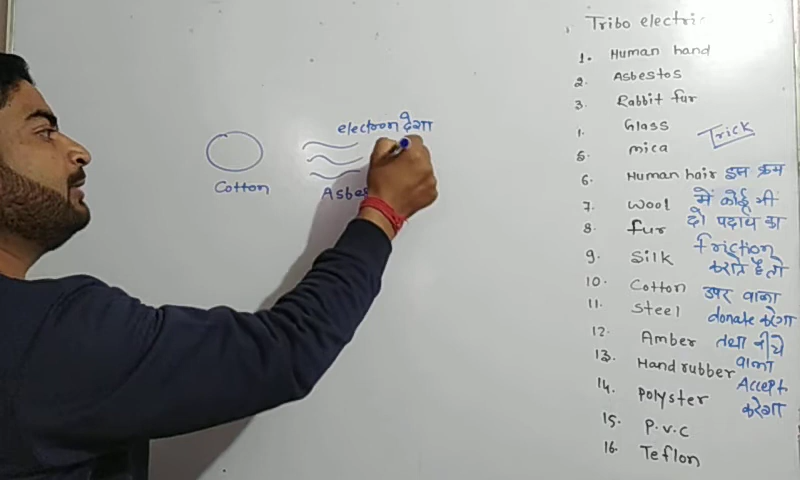 Tribo electric
1. Human hand
2. Asbestos
3. Rabbit fur
1. Glass
5. mica
6. Human hair
7. Wool
8. fur
9. Silk
10. Cotton
11. Steel
12. Amber
13. Hand rubber
14. Polyster
15. P.v.c
16. Teflon
Trick
इस क्रम
में कोई भी
दो पदार्थ का
friction
कराते हैं तो
उपर वाला
donate करेगा
तथा नीचे
वाला
Accept
करेगा
electron देगा
Cotton
Asbes